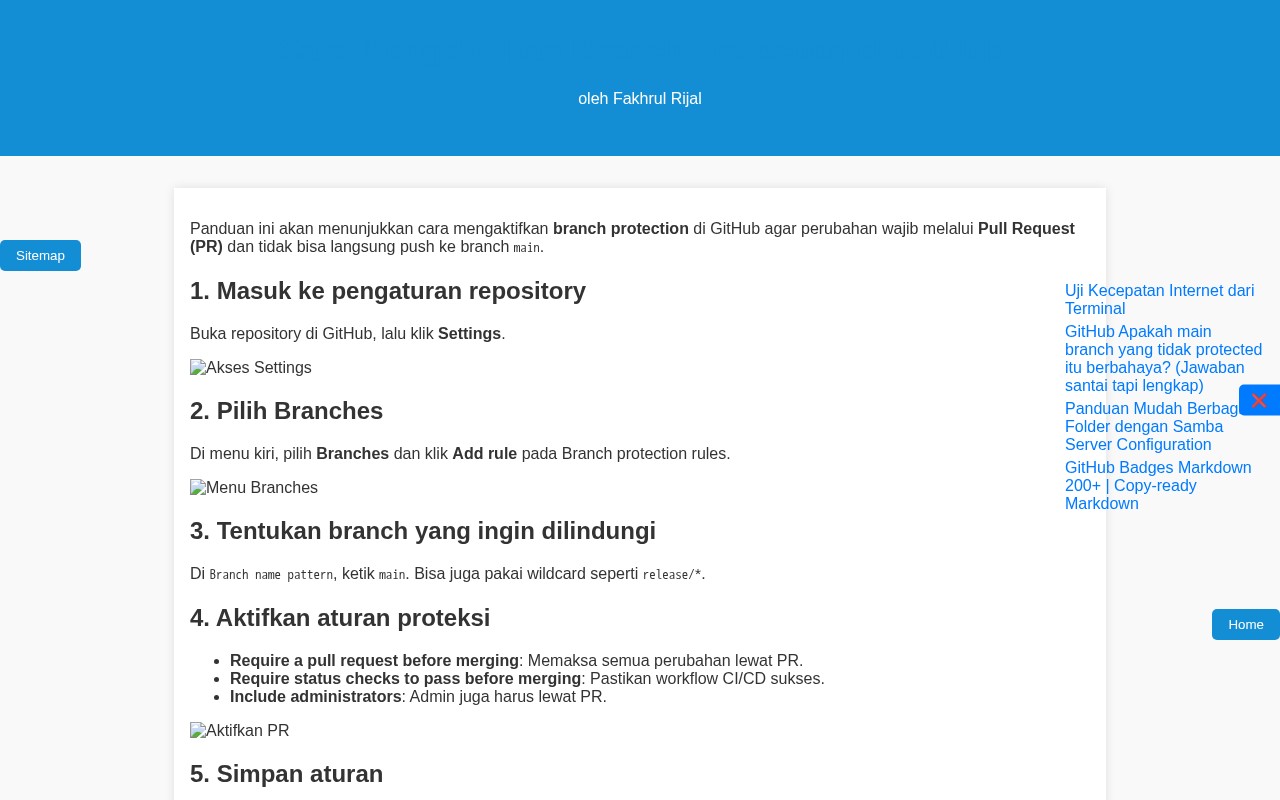 oleh Fakhrul Rijal
Panduan ini akan menunjukkan cara mengaktifkan branch protection di GitHub agar perubahan wajib melalui Pull Request
(PR) dan tidak bisa langsung push ke branch main.
1. Masuk ke pengaturan repository
Buka repository di GitHub, lalu klik Settings.
Akses Settings
2. Pilih Branches
Di menu kiri, pilih Branches dan klik Add rule pada Branch protection rules.
Menu Branches
3. Tentukan branch yang ingin dilindungi
Di Branch name pattern, ketik main. Bisa juga pakai wildcard seperti release/*.
4. Aktifkan aturan proteksi
Require a pull request before merging: Memaksa semua perubahan lewat PR.
Require status checks to pass before merging: Pastikan workflow CI/CD sukses.
Include administrators: Admin juga harus lewat PR.
Aktifkan PR
5. Simpan aturan
Sitemap
Uji Kecepatan Internet dari
Terminal
GitHub Apakah main
branch yang tidak protected
itu berbahaya? (Jawaban
santai tapi lengkap)
Panduan Mudah
Folder dengan Samba
Server Configuration
GitHub Badges Markdown
200+ | Copy-ready
Markdown
Home